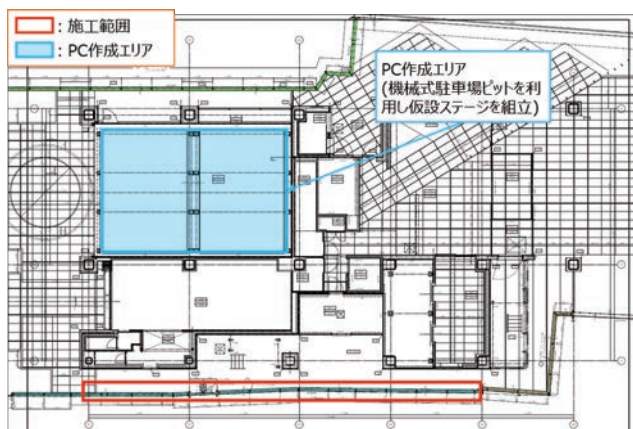 ：施工範囲
：PC作成エリア
PC作成エリア
(機械式駐車場ピットを利
用し仮設ステージを組立)